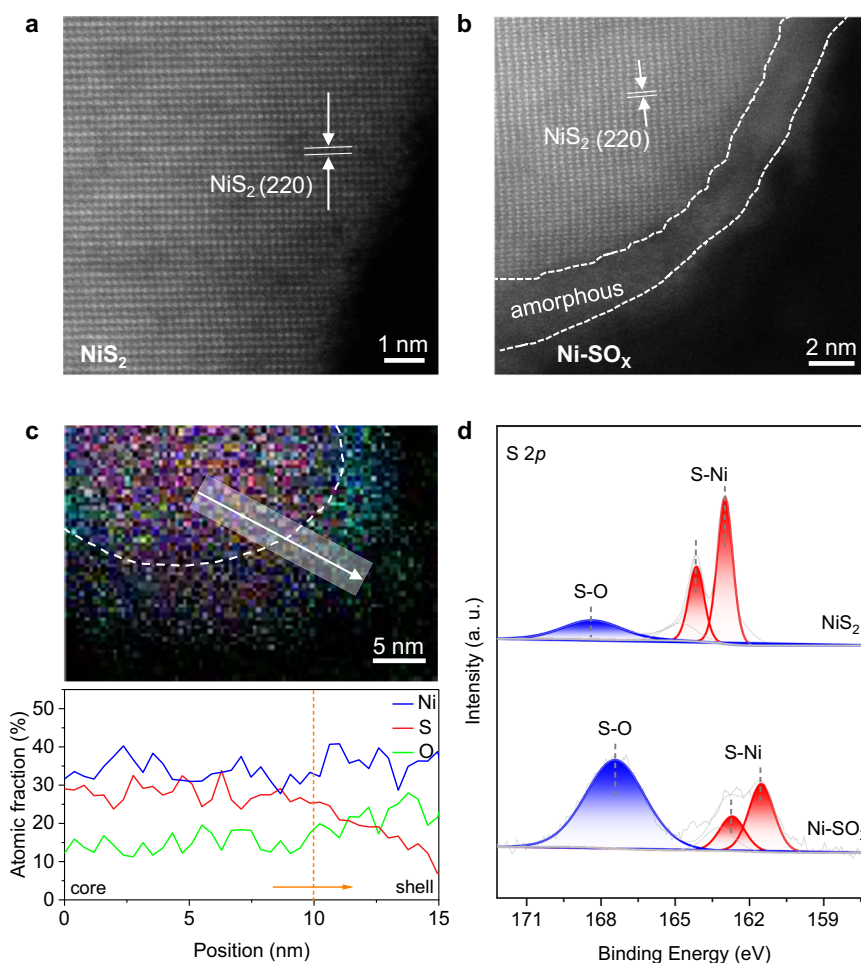 a
NiS₂ (220)
NiS₂
1 nm
b
NiS₂ (220)
amorphous
Ni-SOₓ
2 nm
c
5 nm
Atomic fraction (%)
50
40
30
20
10
0
Ni
S
O
core
shell
0
5
10
15
Position (nm)
d
S 2p
S-Ni
S-O
NiS₂
S-O
S-Ni
Intensity (a. u.)
171
168
165
162
159
Binding Energy (eV)